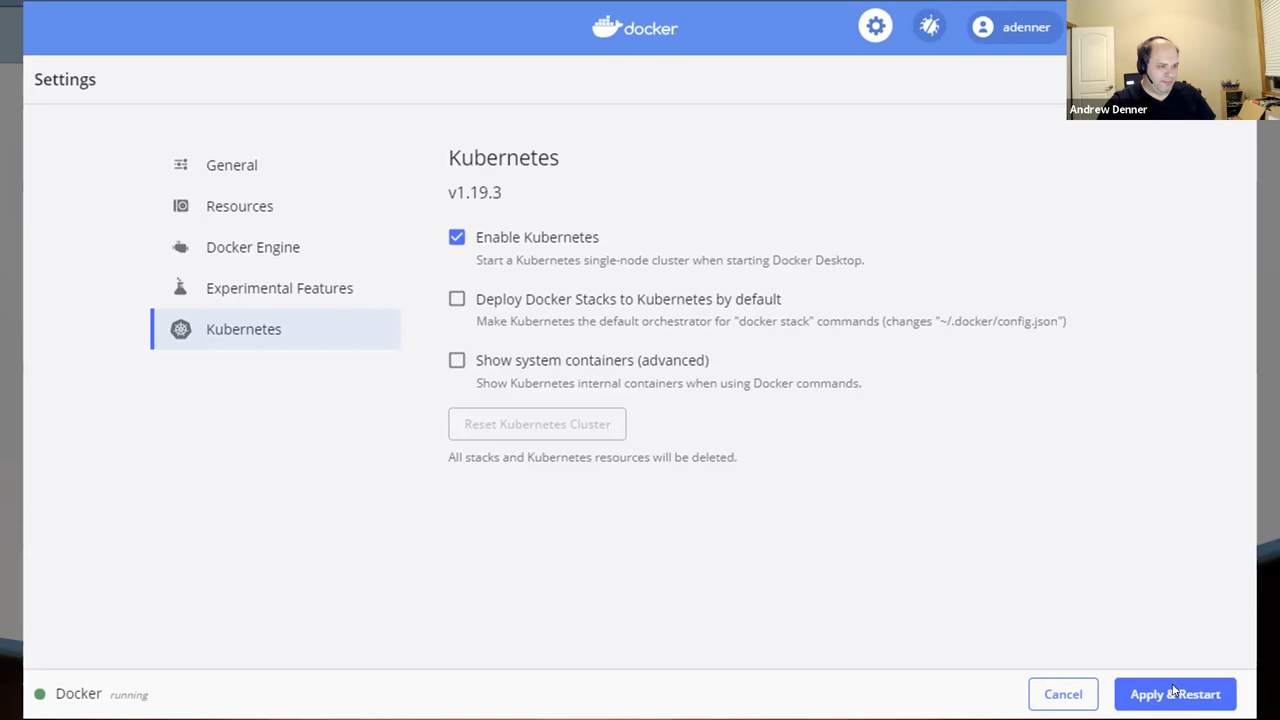 docker
adenner
Andrew Denner
Settings
General
Resources
Docker Engine
Experimental Features
Kubernetes
Kubernetes
v1.19.3
Enable Kubernetes
Start a Kubernetes single-node cluster when starting Docker Desktop.
Deploy Docker Stacks to Kubernetes by default
Make Kubernetes the default orchestrator for "docker stack" commands (changes "~/.docker/config.json")
Show system containers (advanced)
Show Kubernetes internal containers when using Docker commands.
Reset Kubernetes Cluster
All stacks and Kubernetes resources will be deleted.
Docker running
Cancel
Apply & Restart